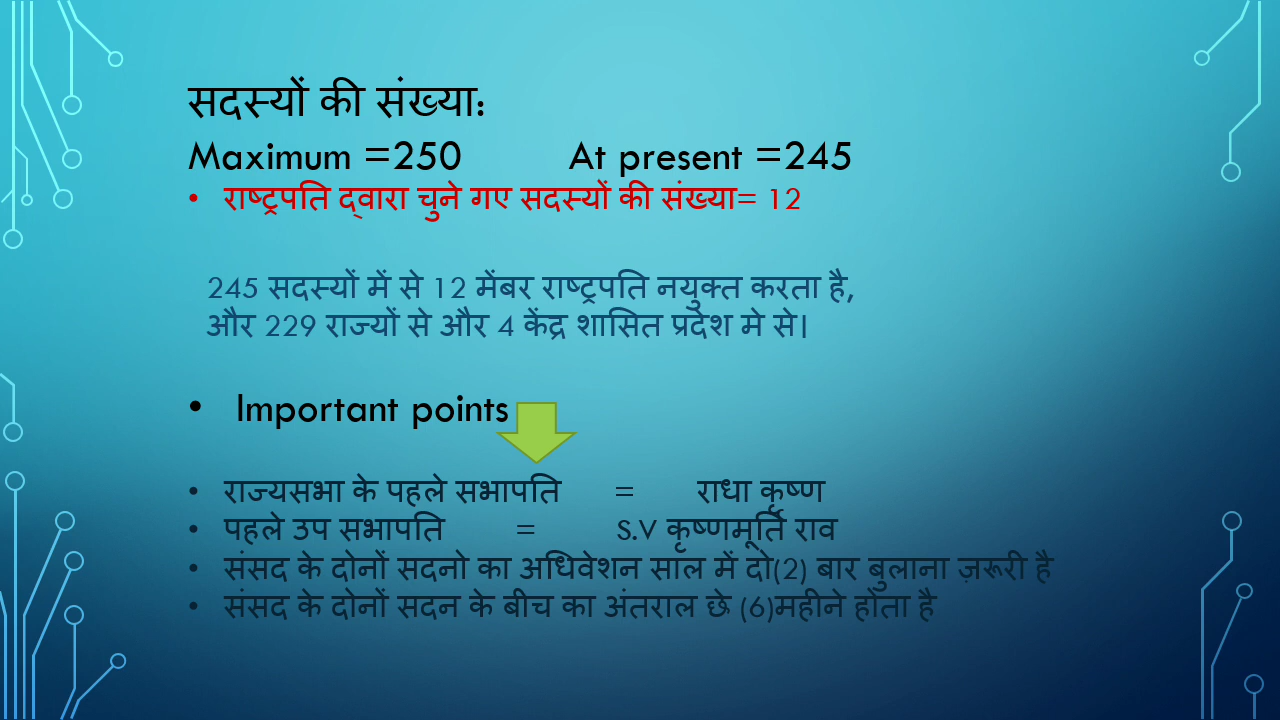 सदस्यों की संख्या:
Maximum =250 At present =245
• राष्ट्रपति द्वारा चुने गए सदस्यों की संख्या= 12
245 सदस्यों में से 12 मेंबर राष्ट्रपति नयुक्त करता है,
और 229 राज्यों से और 4 केंद्र शासित प्रदेश मे से।
• Important points
• राज्यसभा के पहले सभापति = राधा कृष्ण
• पहले उप सभापति = S.V कृष्णमूर्ति राव
• संसद के दोनों सदनो का अधिवेशन साल में दो(2) बार बुलाना ज़रूरी है
• संसद के दोनों सदन के बीच का अंतराल छे (6)महीने होता है